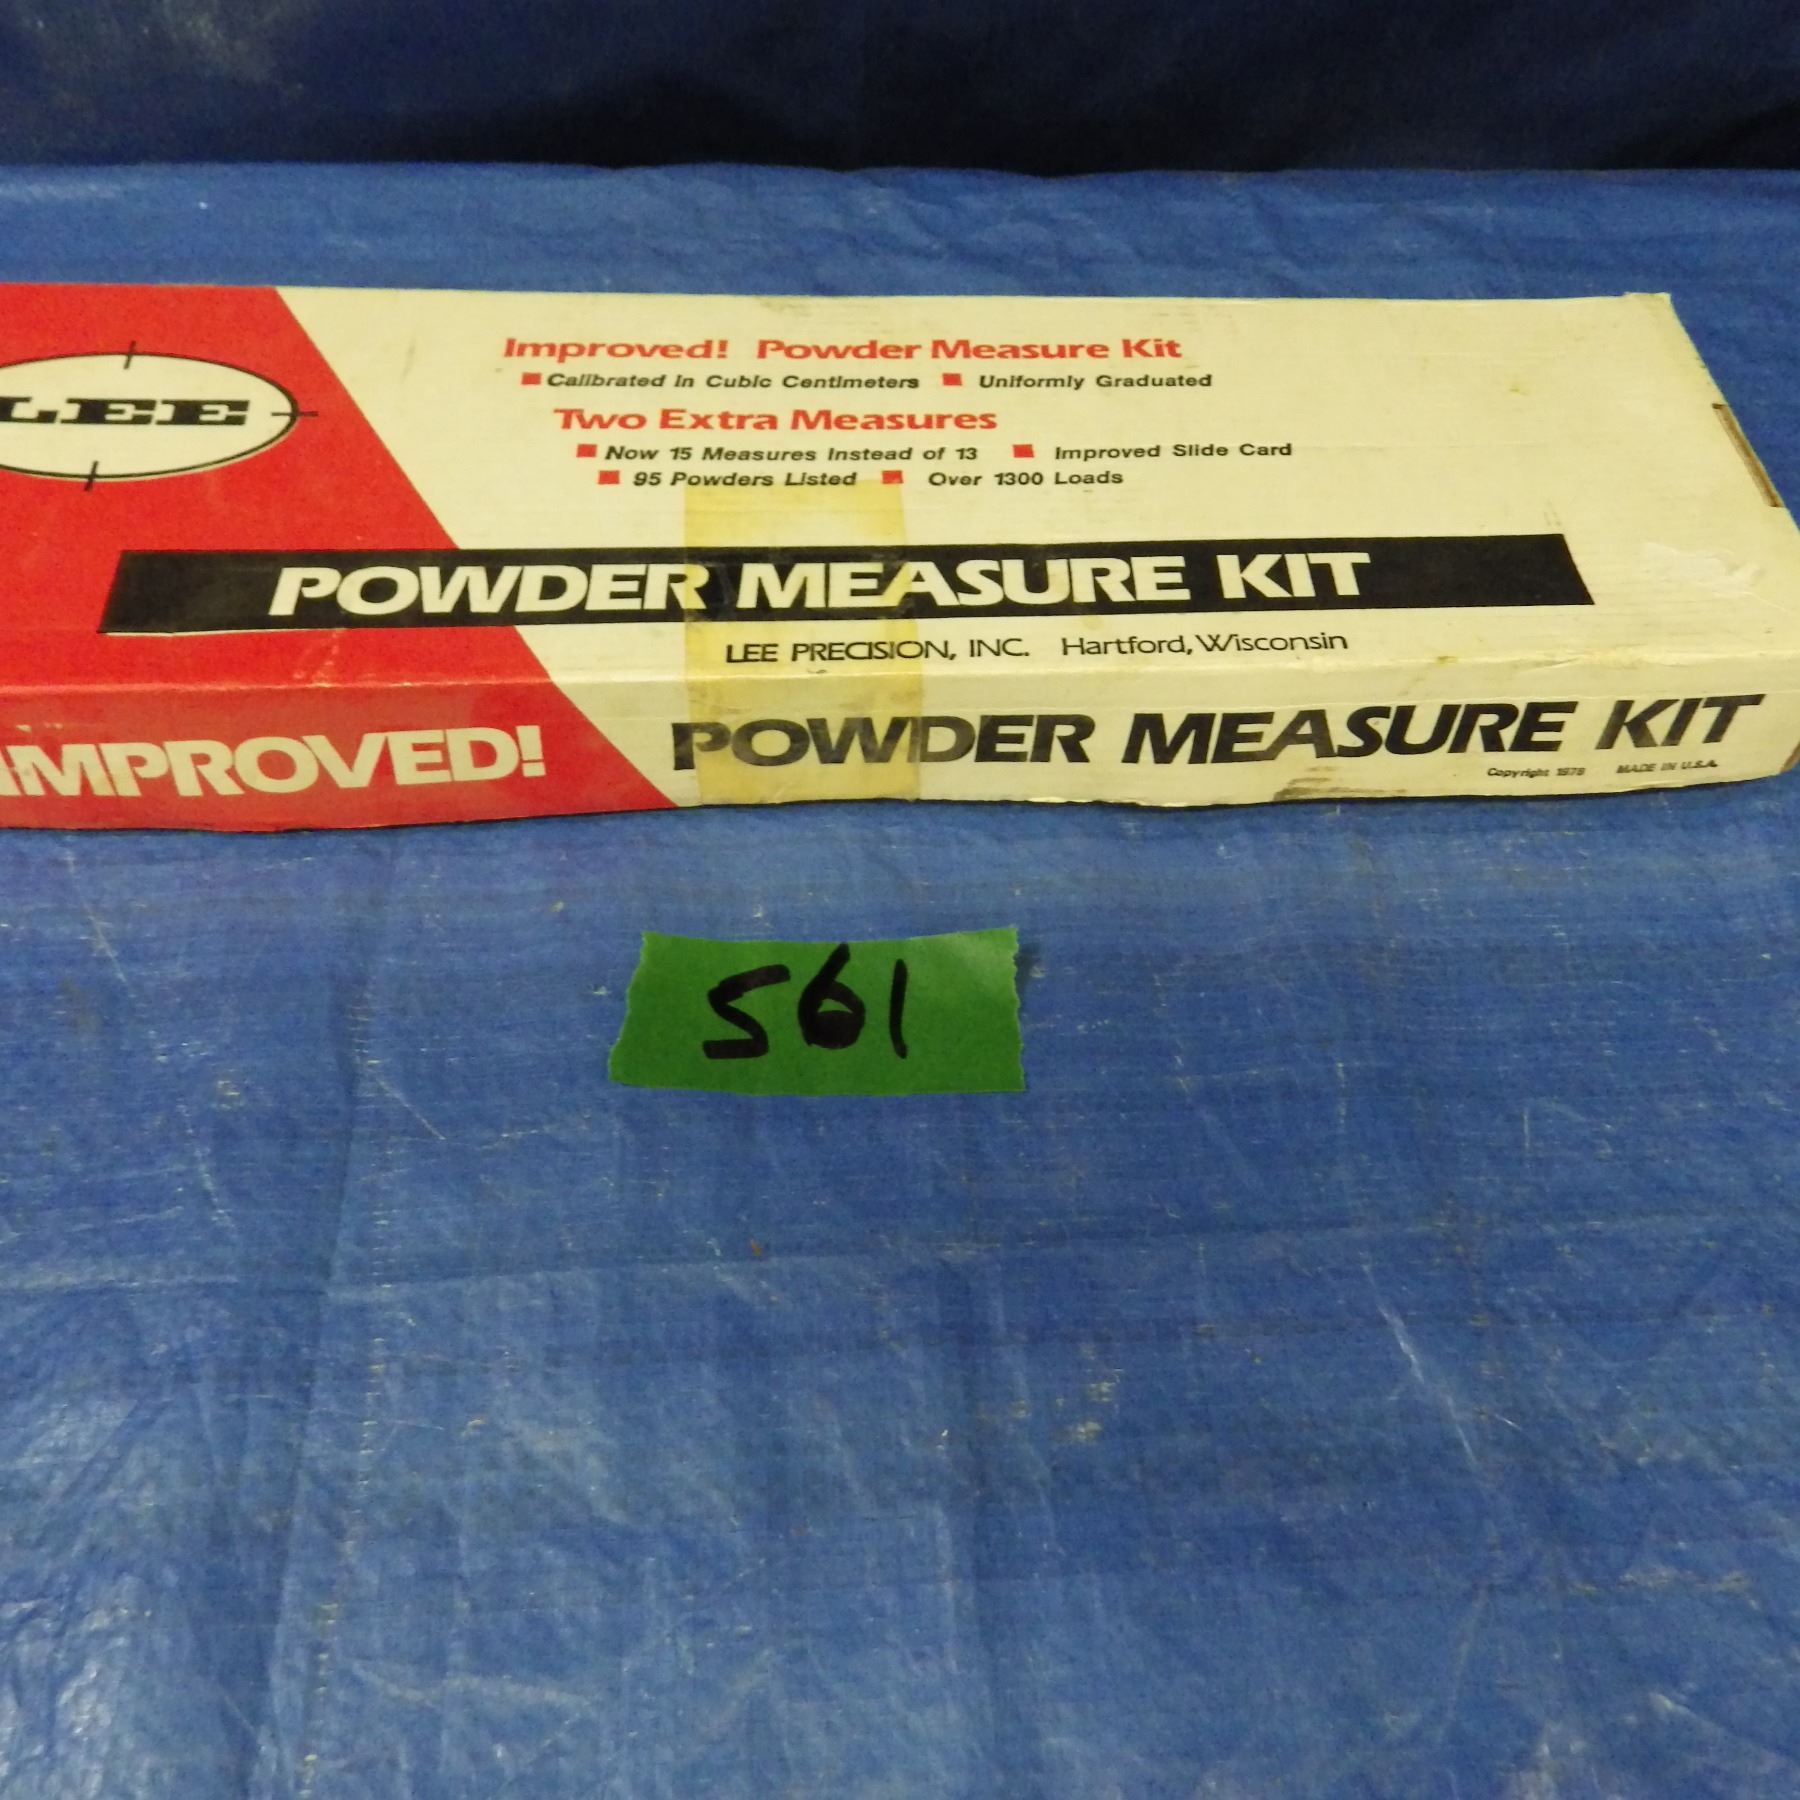 LEE
Improved! Powder Measure Kit
Calibrated in Cubic Centimeters Uniformly Graduated
Two Extra Measures
Now 15 Measures Instead of 13 Improved Slide Card
95 Powders Listed Over 1300 Loads
POWDER MEASURE KIT
LEE PRECISION, INC. Hartford, Wisconsin
IMPROVED! POWDER MEASURE KIT
Copyright MADE IN U.S.A.
561